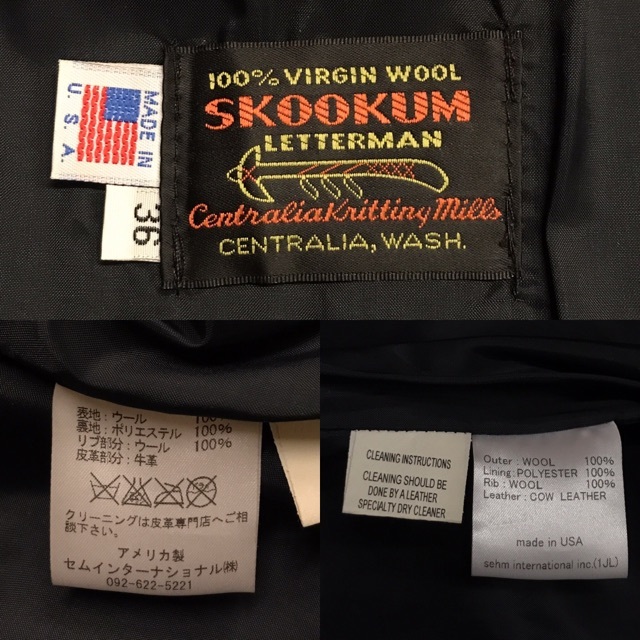 MADE IN
U.S.A
36
100% VIRGIN WOOL
SKOOKUM
LETTERMAN
Centralia Knitting Mills
CENTRALIA, WASH.
表地:ウール 100%
裏地:ポリエステル 100%
リブ部分:ウール 100%
皮革部分:牛革
クリーニングは皮革専門店へご相
談下さい。
アメリカ製
セムインターナショナル(株)
092-622-5221
CLEANING INSTRUCTIONS
CLEANING SHOULD BE
DONE BY A LEATHER
SPECIALTY DRY CLEANER
Outer: WOOL 100%
Lining: POLYESTER 100%
Rib: WOOL 100%
Leather: COW LEATHER
made in USA
sehm international inc.(1JL)